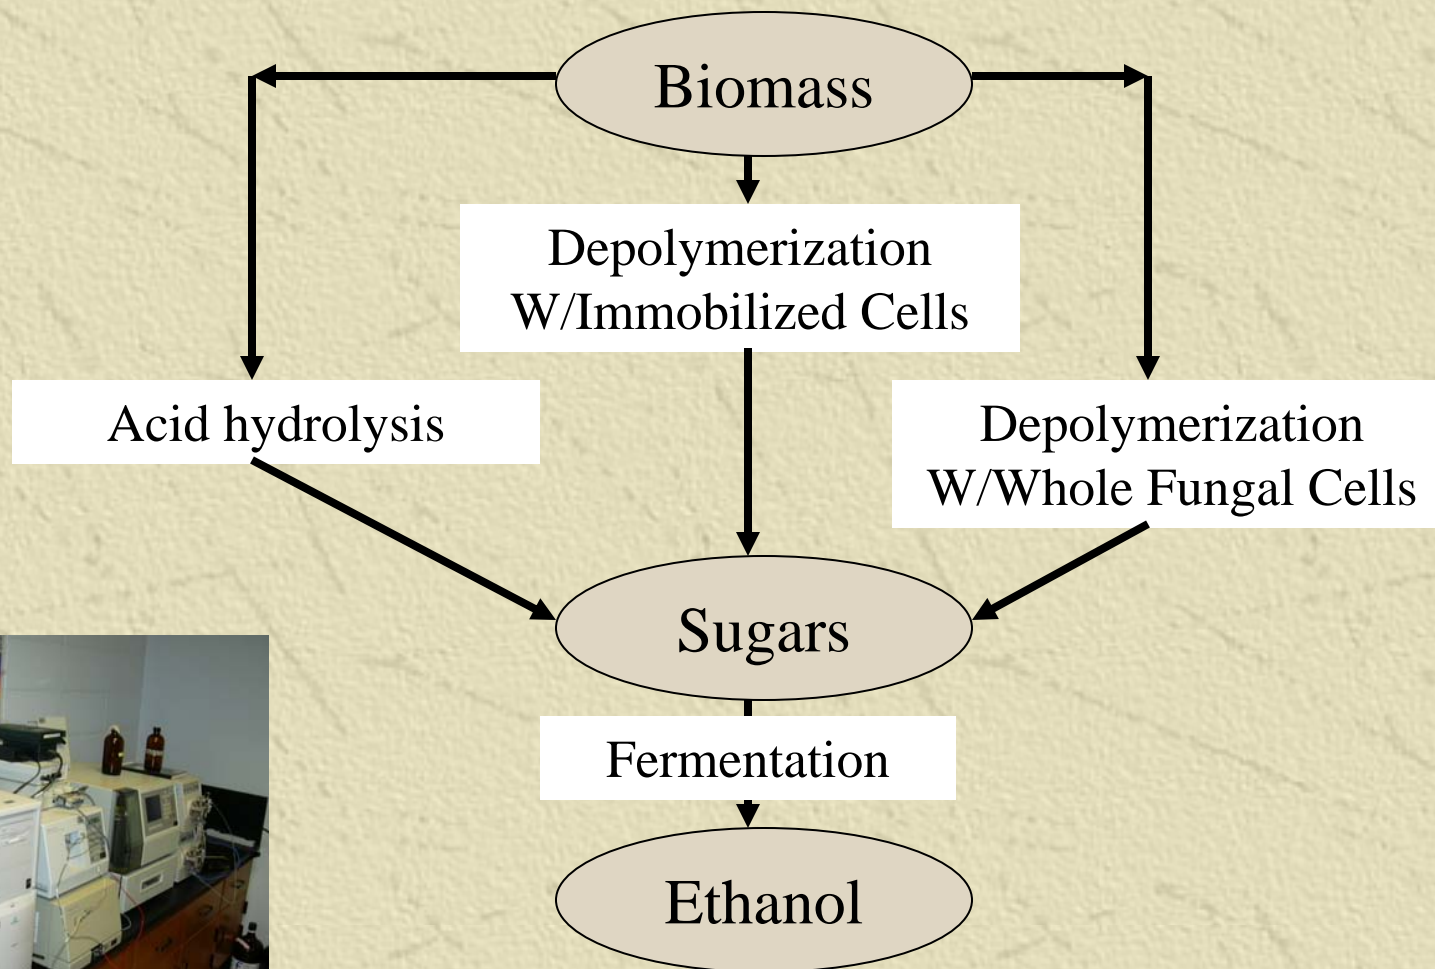 Biomass
Depolymerization
W/Immobilized Cells
Acid hydrolysis
Depolymerization
W/Whole Fungal Cells
Sugars
Fermentation
Ethanol